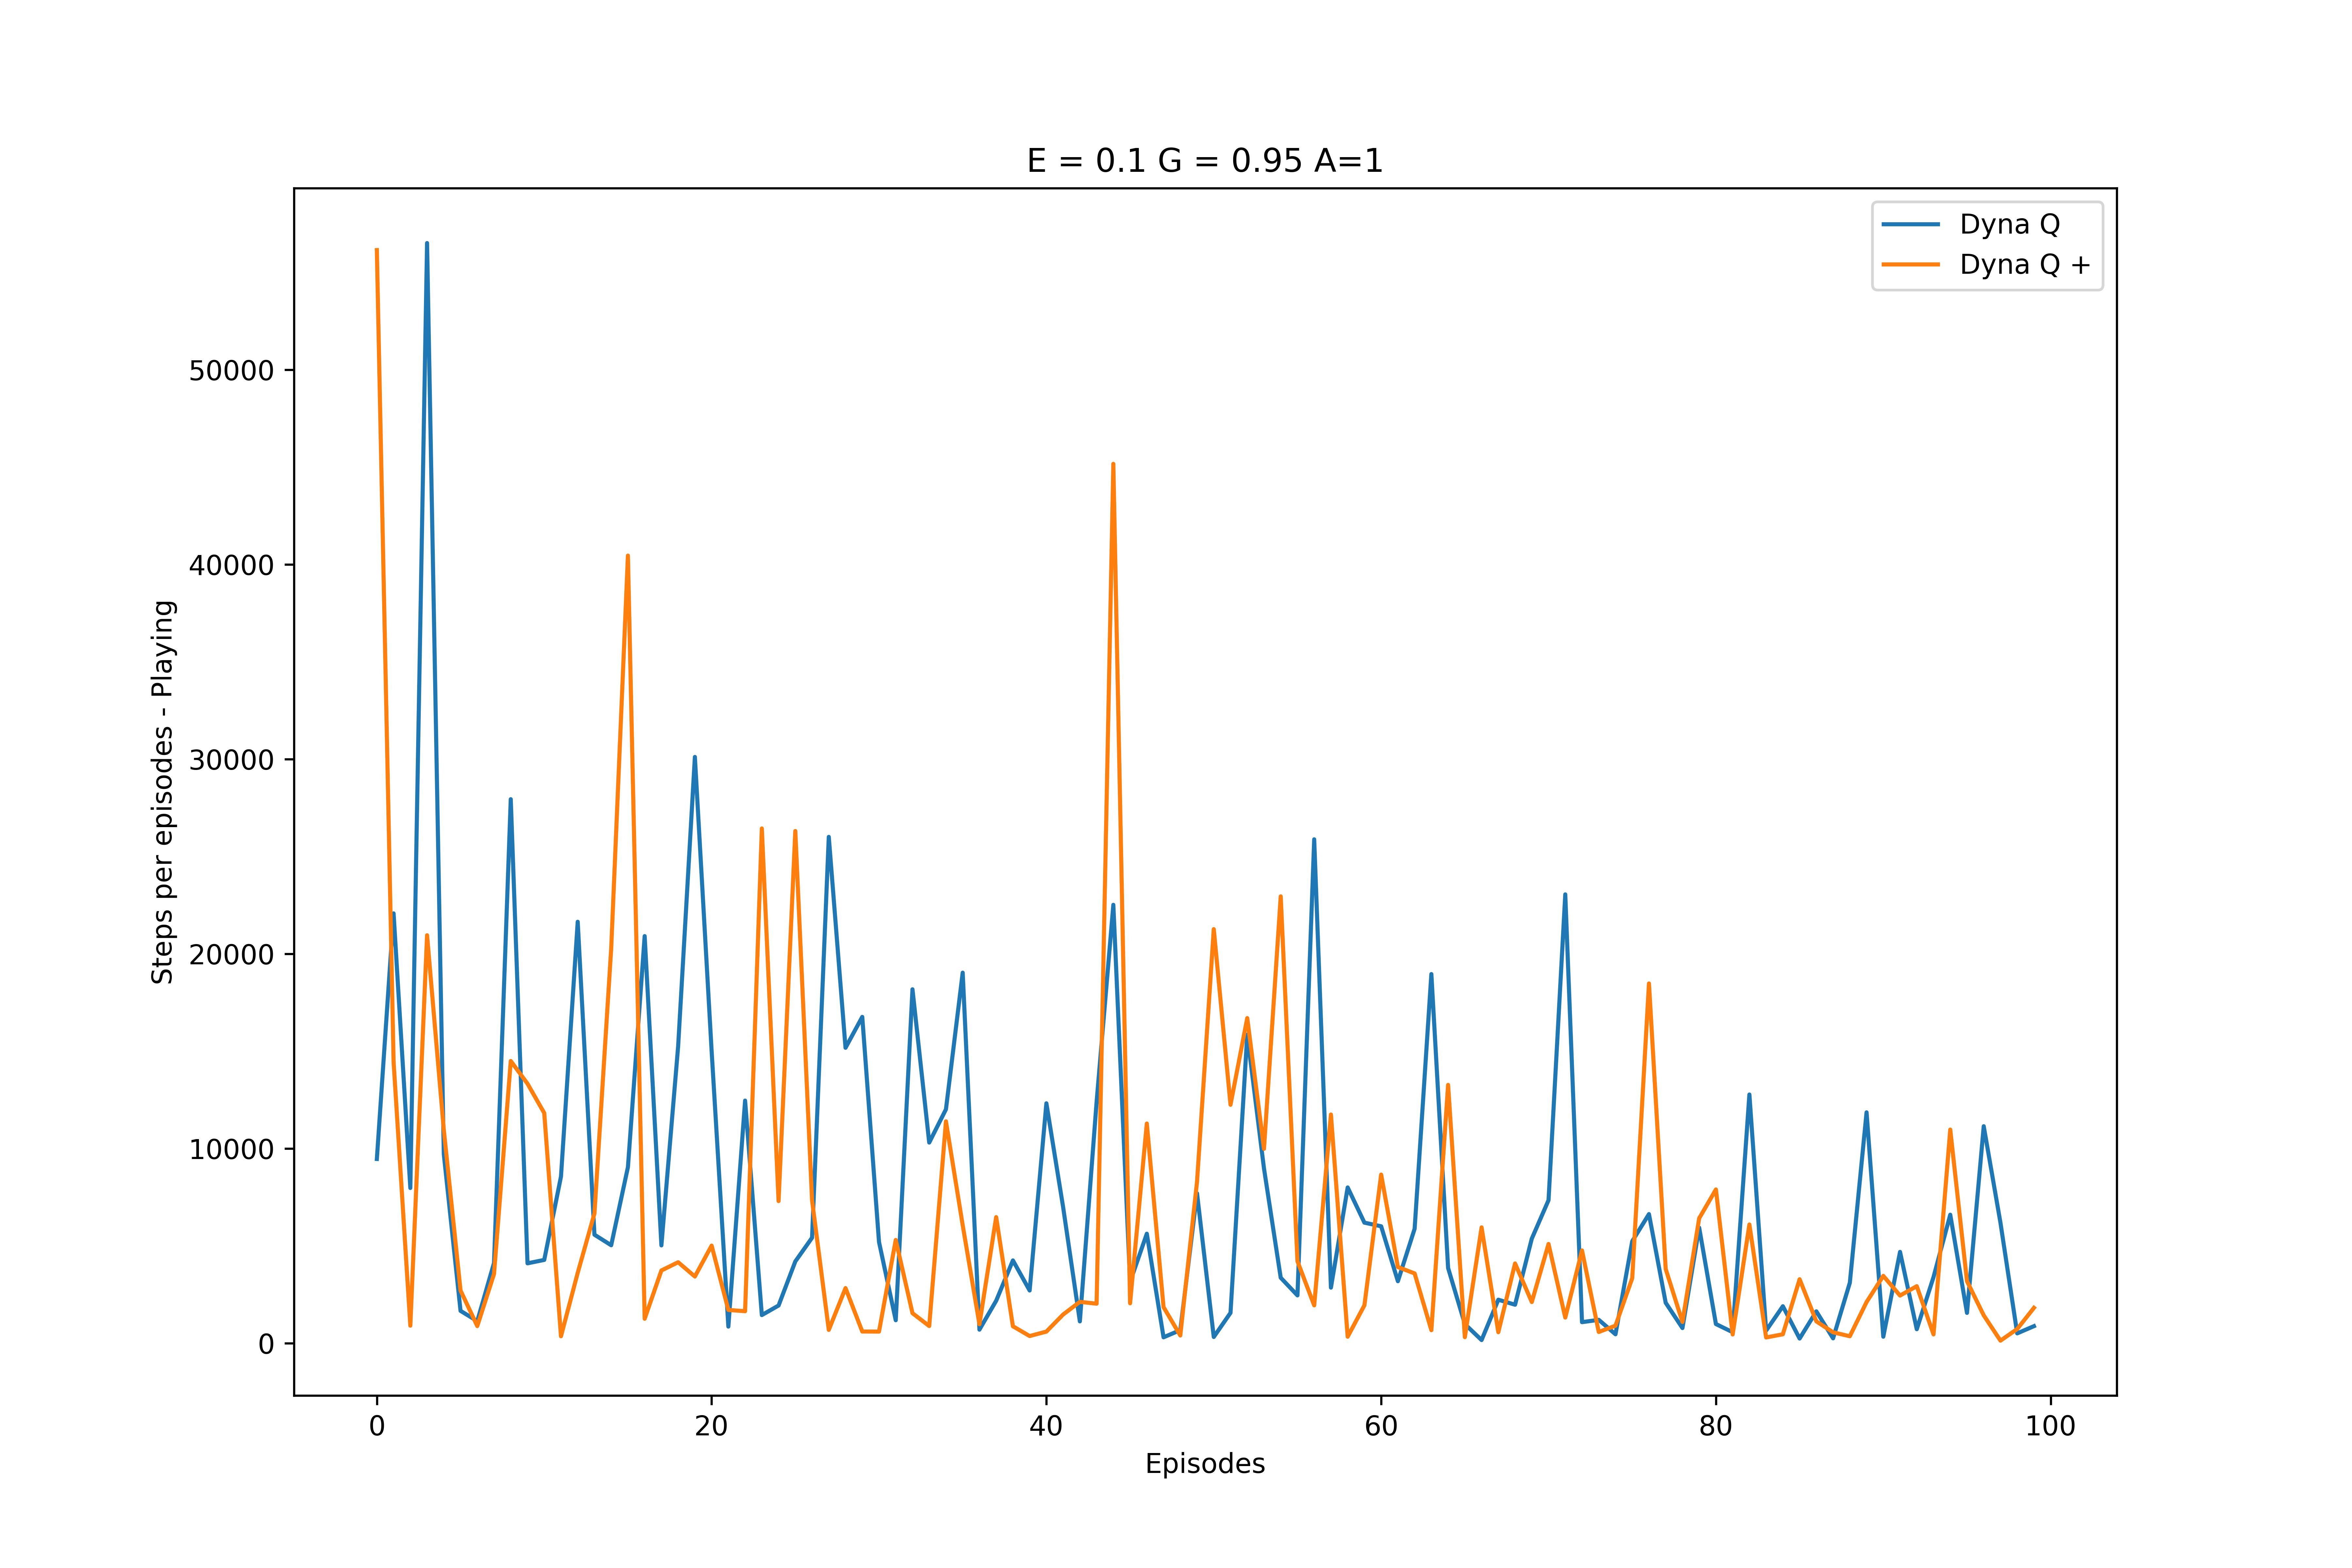 E = 0.1 G = 0.95 A=1
Dyna Q
Dyna Q +
50000
40000
30000
20000
10000
0
Steps per episodes - Playing
0 20 40 60 80 100
Episodes